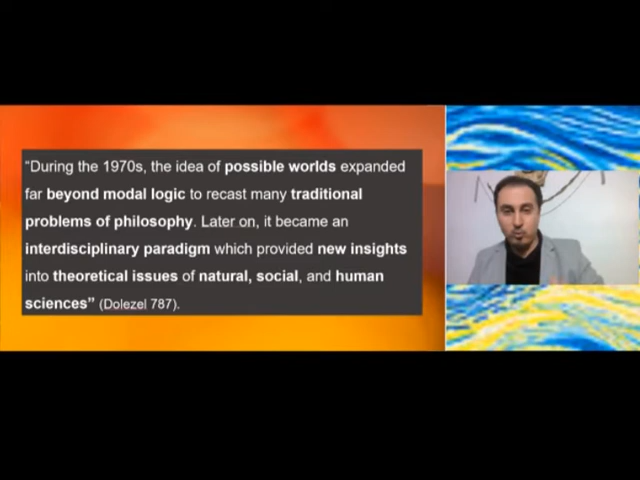 “During the 1970s, the idea of possible worlds expanded
far beyond modal logic to recast many traditional
problems of philosophy. Later on, it became an
interdisciplinary paradigm which provided new insights
into theoretical issues of natural, social, and human
sciences” (Dolezel 787).